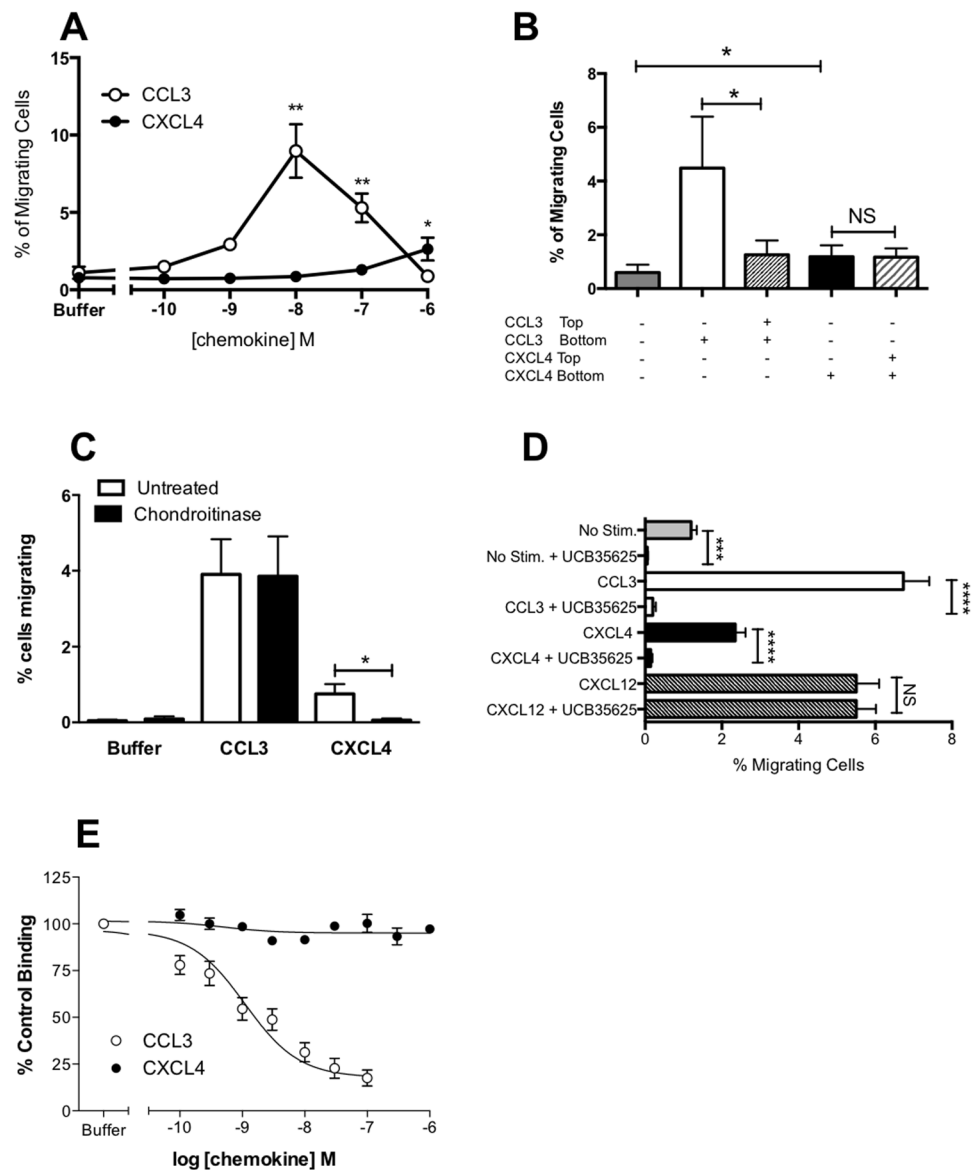 A
% of Migrating Cells
15
10
5
0
CCL3
CXCL4
**
**
*
Buffer -10 -9 -8 -7 -6
[chemokine] M
B
% of Migrating Cells
8
6
4
2
0
*
*
NS
CCL3 Top - - + - -
CCL3 Bottom - + + - -
CXCL4 Top - - - - +
CXCL4 Bottom - - - + +
C
% cells migrating
6
4
2
0
Untreated
Chondroitinase
*
Buffer CCL3 CXCL4
D
No Stim.
No Stim. + UCB35625
CCL3
CCL3 + UCB35625
CXCL4
CXCL4 + UCB35625
CXCL12
CXCL12 + UCB35625
***
****
****
NS
0 2 4 6 8
% Migrating Cells
E
% Control Binding
125
100
75
50
25
0
CCL3
CXCL4
Buffer -10 -9 -8 -7 -6
log [chemokine] M